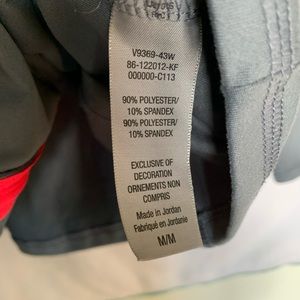 V9369-43W
86-122012-KF
000000-C113
90% POLYESTER/
10% SPANDEX
90% POLYESTER/
10% SPANDEX
EXCLUSIVE OF
DECORATION
ORNEMENTS NON
COMPRIS
Made in Jordan
Fabriqué en Jordanie
M/M